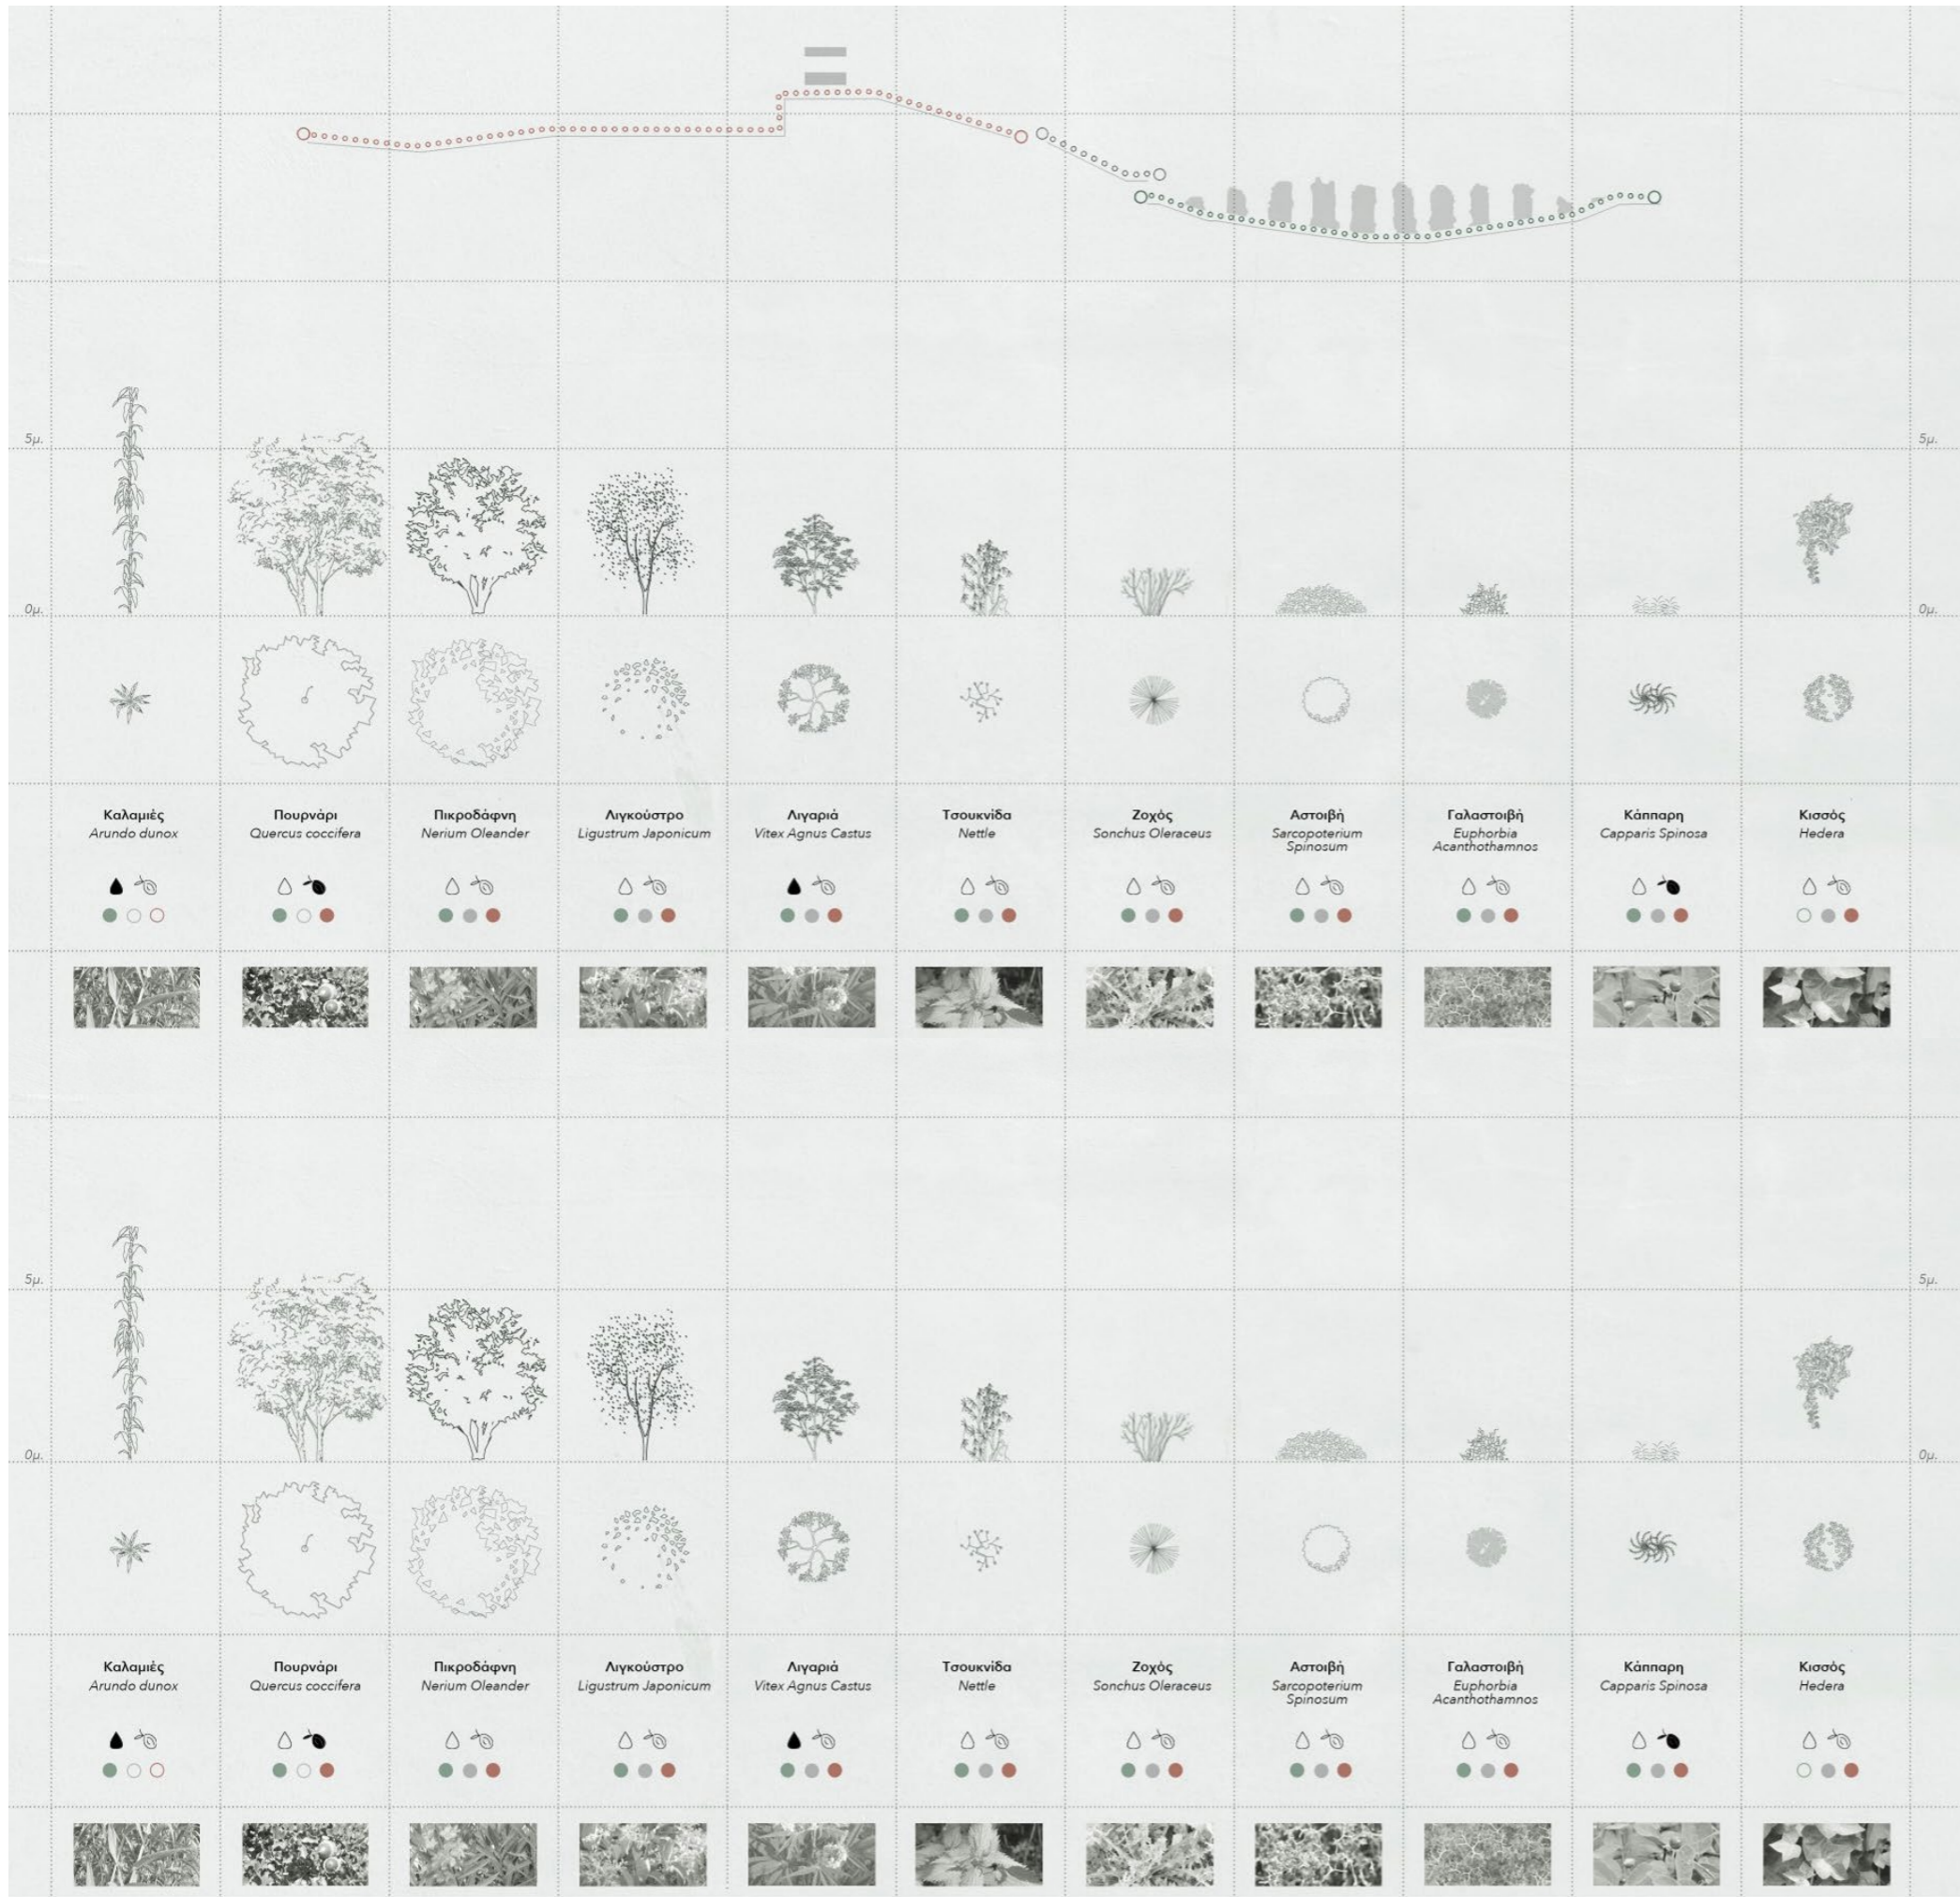 5μ.
5μ.
0μ.
0μ.
Καλαμιές
Arundo dunox
Πουρνάρι
Quercus coccifera
Πικροδάφνη
Nerium Oleander
Λιγκούστρο
Ligustrum Japonicum
Λιγαριά
Vitex Agnus Castus
Τσουκνίδα
Nettle
Ζοχός
Sonchus Oleraceus
Αστοιβή
Sarcopoterium
Spinosum
Γαλαστοιβή
Euphorbia
Acanthothamnos
Κάππαρη
Capparis Spinosa
Κισσός
Hedera
5μ.
5μ.
0μ.
0μ.
Καλαμιές
Arundo dunox
Πουρνάρι
Quercus coccifera
Πικροδάφνη
Nerium Oleander
Λιγκούστρο
Ligustrum Japonicum
Λιγαριά
Vitex Agnus Castus
Τσουκνίδα
Nettle
Ζοχός
Sonchus Oleraceus
Αστοιβή
Sarcopoterium
Spinosum
Γαλαστοιβή
Euphorbia
Acanthothamnos
Κάππαρη
Capparis Spinosa
Κισσός
Hedera